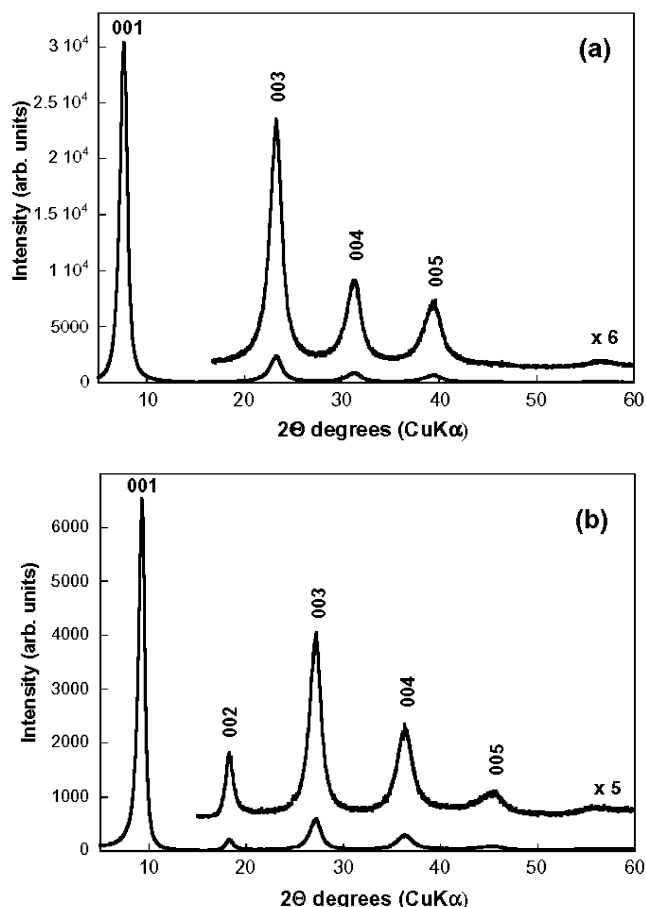 001
(a)
3 10⁴
003
2.5 10⁴
2 10⁴
1.5 10⁴
004
005
1 10⁴
5000
x 6
0
10 20 30 40 50 60
Intensity (arb. units)
2Θ degrees (CuKα)
001
(b)
6000
5000
003
4000
3000
004
002
2000
005
1000
x 5
0
10 20 30 40 50 60
Intensity (arb. units)
2Θ degrees (CuKα)